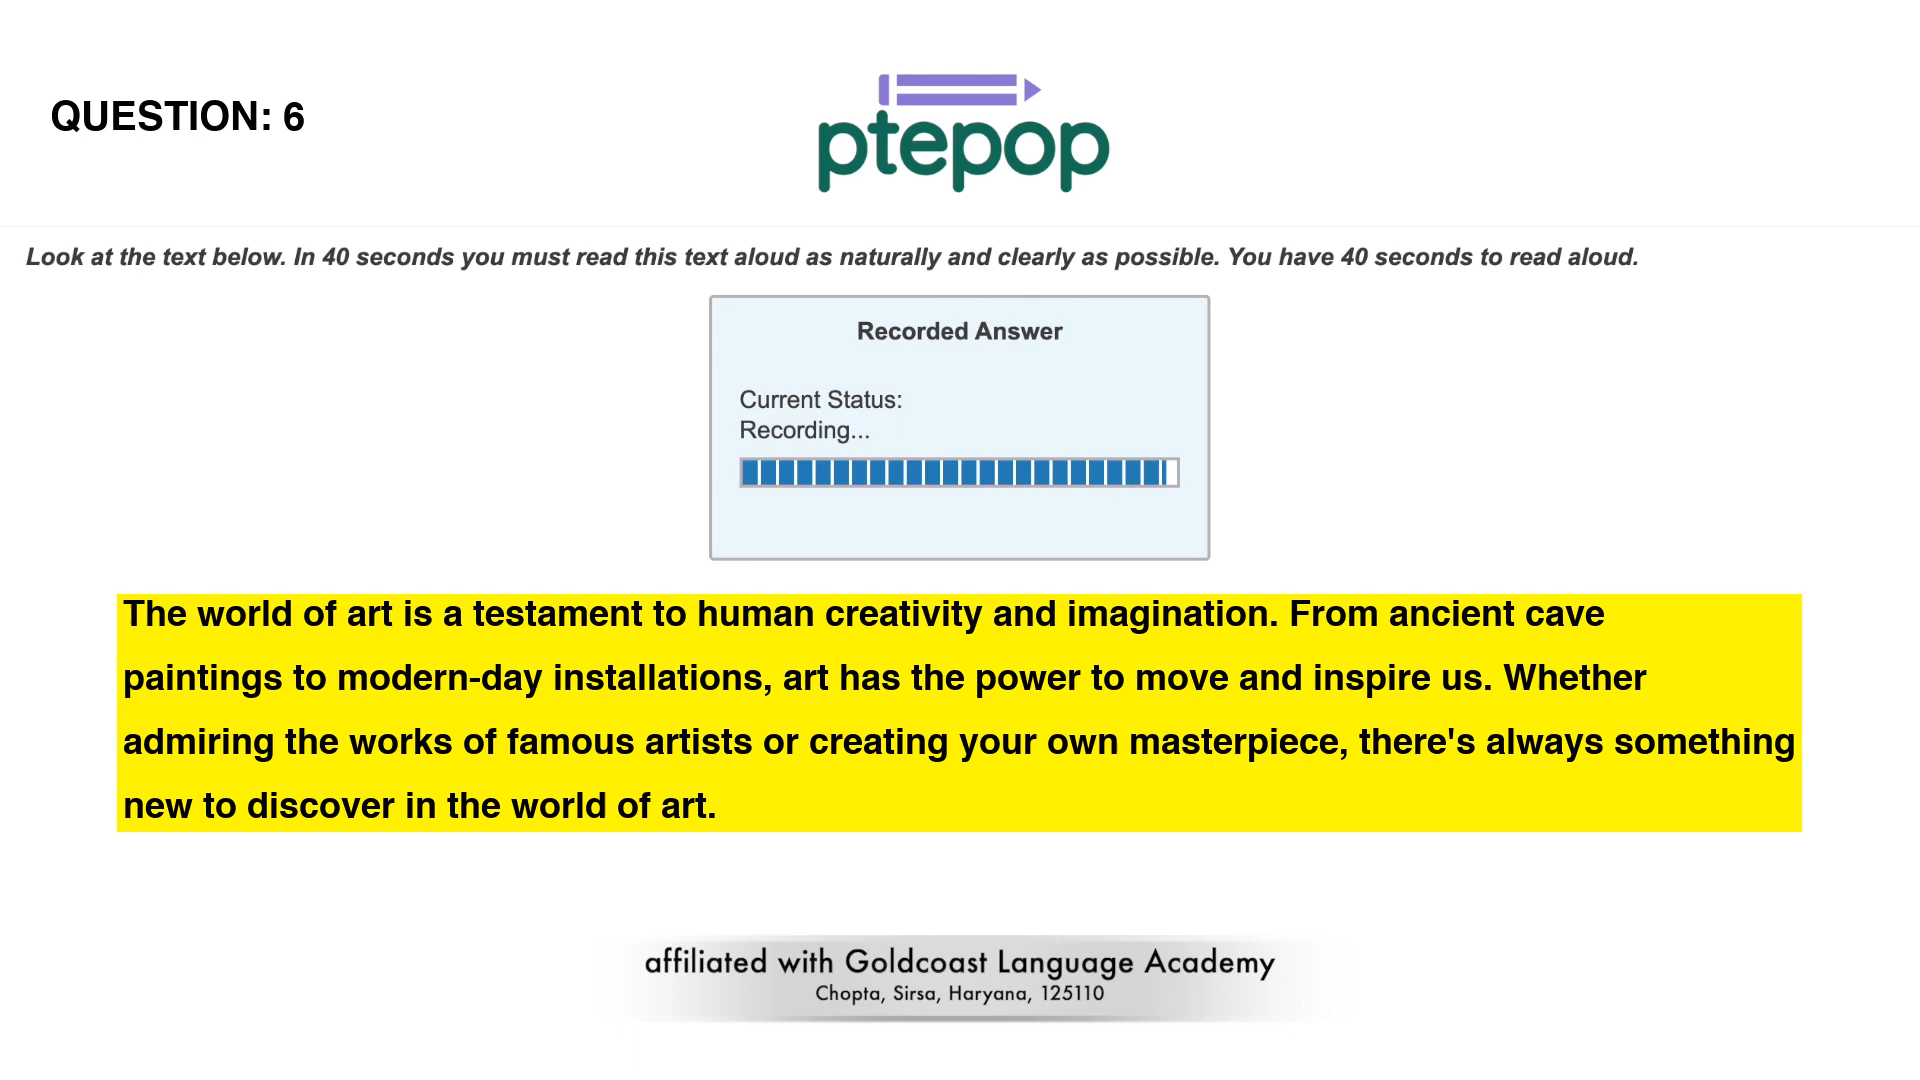 QUESTION: 6
ptepop
Look at the text below. In 40 seconds you must read this text aloud as naturally and clearly as possible. You have 40 seconds to read aloud.
Recorded Answer
Current Status:
Recording...
The world of art is a testament to human creativity and imagination. From ancient cave
paintings to modern-day installations, art has the power to move and inspire us. Whether
admiring the works of famous artists or creating your own masterpiece, there's always something
new to discover in the world of art.
affiliated with Goldcoast Language Academy
Chopta, Sirsa, Haryana, 125110